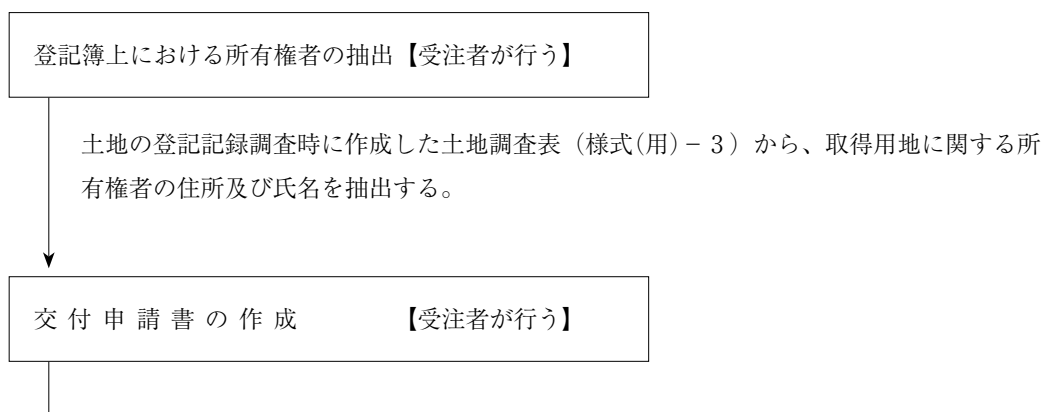 登記簿上における所有権者の抽出【受注者が行う】
土地の登記記録調査時に作成した土地調査表（様式(用)－３）から、取得用地に関する所
有権者の住所及び氏名を抽出する。
交 付 申 請 書 の 作 成　　　　【受注者が行う】